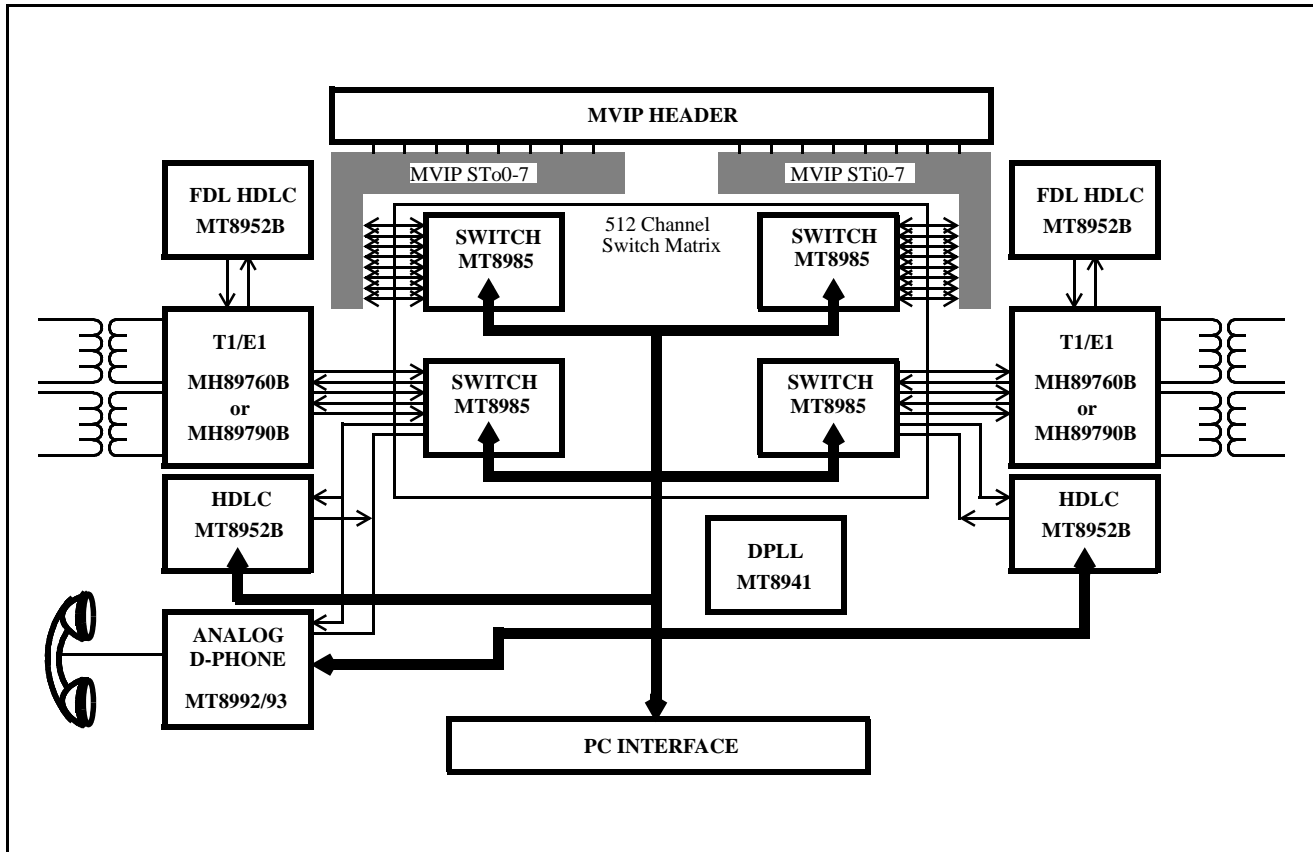 MVIP HEADER
MVIP STo0-7
MVIP STi0-7
FDL HDLC
MT8952B
512 Channel
Switch Matrix
SWITCH
MT8985
SWITCH
MT8985
FDL HDLC
MT8952B
T1/E1
MH89760B
or
MH89790B
SWITCH
MT8985
SWITCH
MT8985
T1/E1
MH89760B
or
MH89790B
HDLC
MT8952B
DPLL
MT8941
HDLC
MT8952B
ANALOG
D-PHONE
MT8992/93
PC INTERFACE